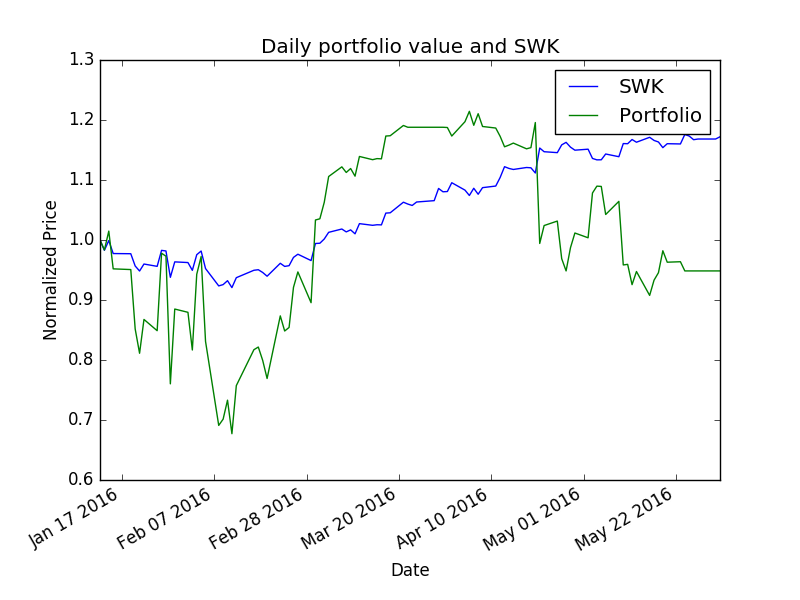 Daily portfolio value and SWK
1.3
1.2
1.1
1.0
0.9
0.8
0.7
0.6
Normalized Price
SWK
Portfolio
Jan 17 2016
Feb 07 2016
Feb 28 2016
Mar 20 2016
Apr 10 2016
May 01 2016
May 22 2016
Date